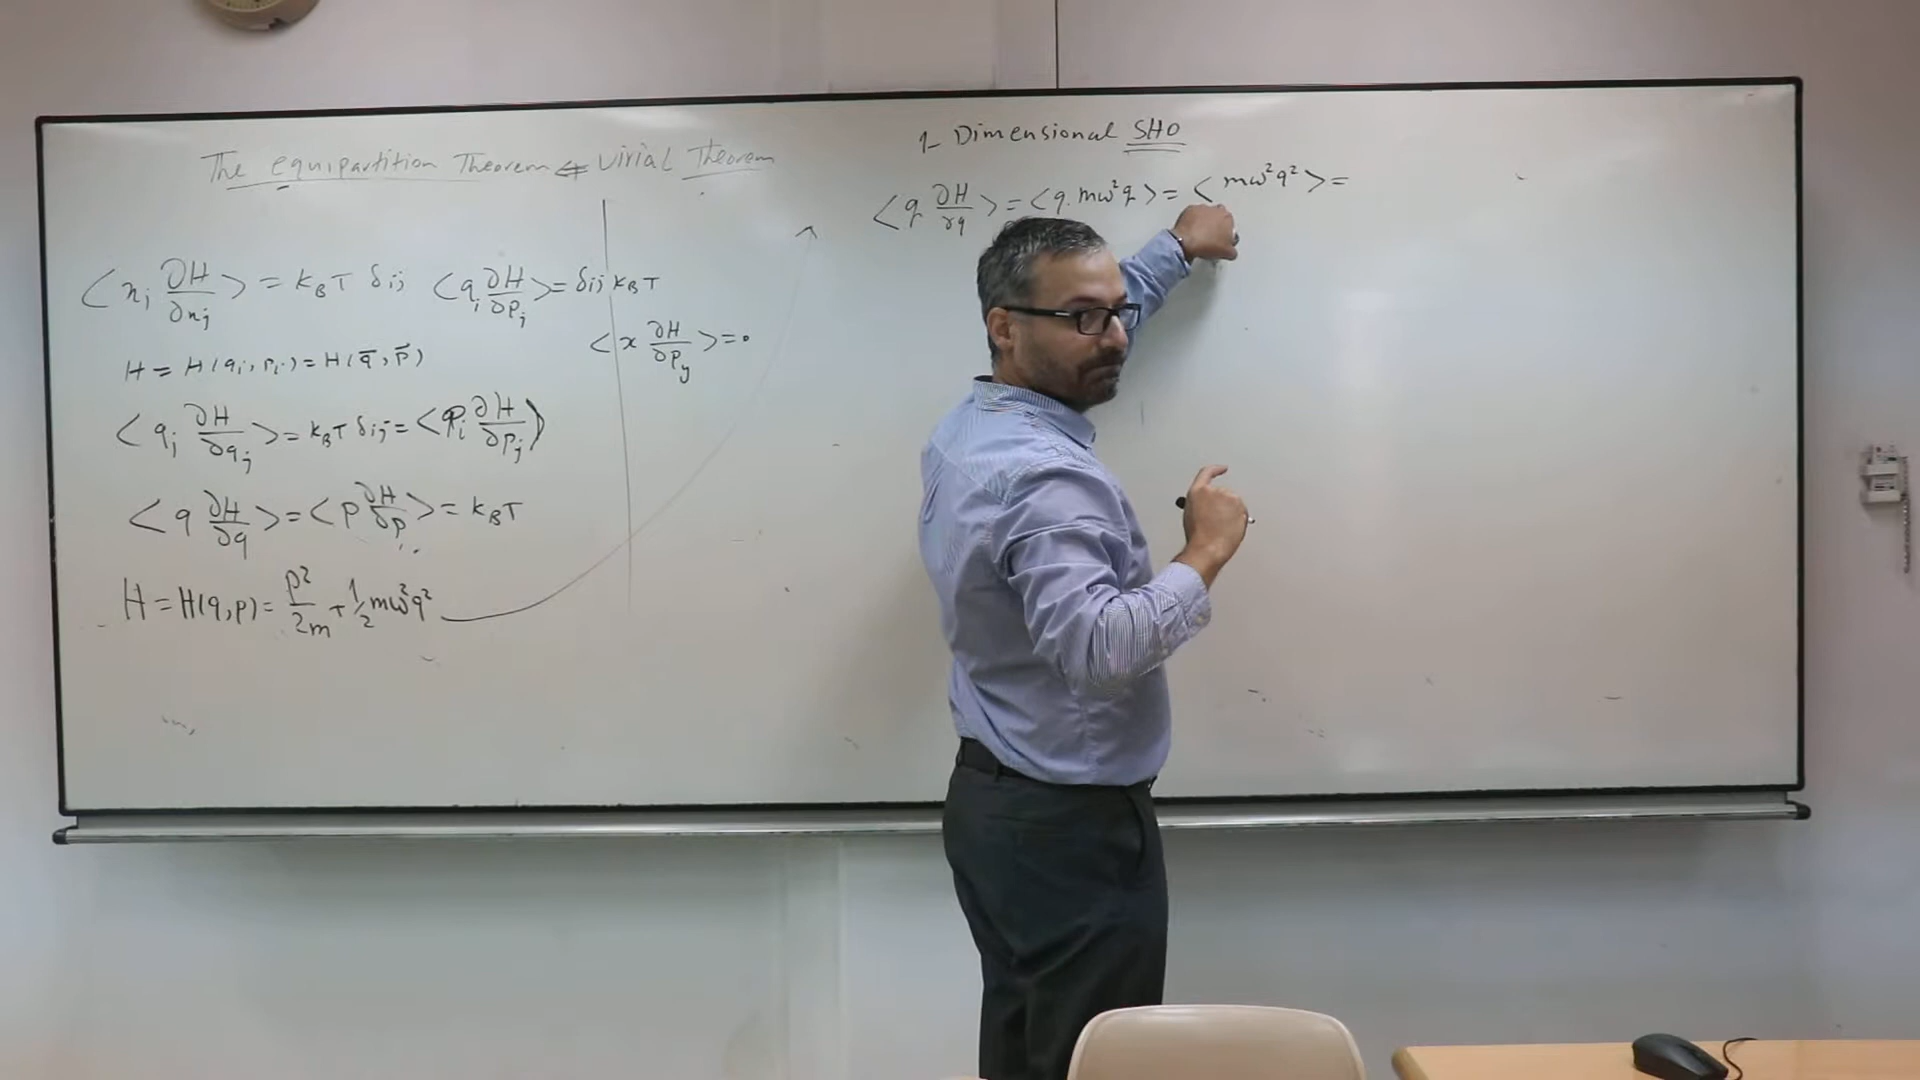 The equipartition Theorem & Virial Theorem
⟨ x_i ∂H/∂x_j ⟩ = k_B T δ_ij   ⟨ q_i ∂H/∂p_j ⟩ = δ_ij k_B T
⟨ x ∂H/∂p_y ⟩ = 0
H = H(q_i, p_i) = H(q̄, p⃗)
⟨ q_i ∂H/∂q_j ⟩ = k_B T δ_ij = ⟨ p_i ∂H/∂p_j ⟩
⟨ q ∂H/∂q ⟩ = ⟨ p ∂H/∂p ⟩ = k_B T
H = H(q,p) = p²/2m + 1/2 mω²q²
1- Dimensional SHO
⟨ q ∂H/∂q ⟩ = ⟨ q. mω²q ⟩ = ⟨ mω²q² ⟩ =